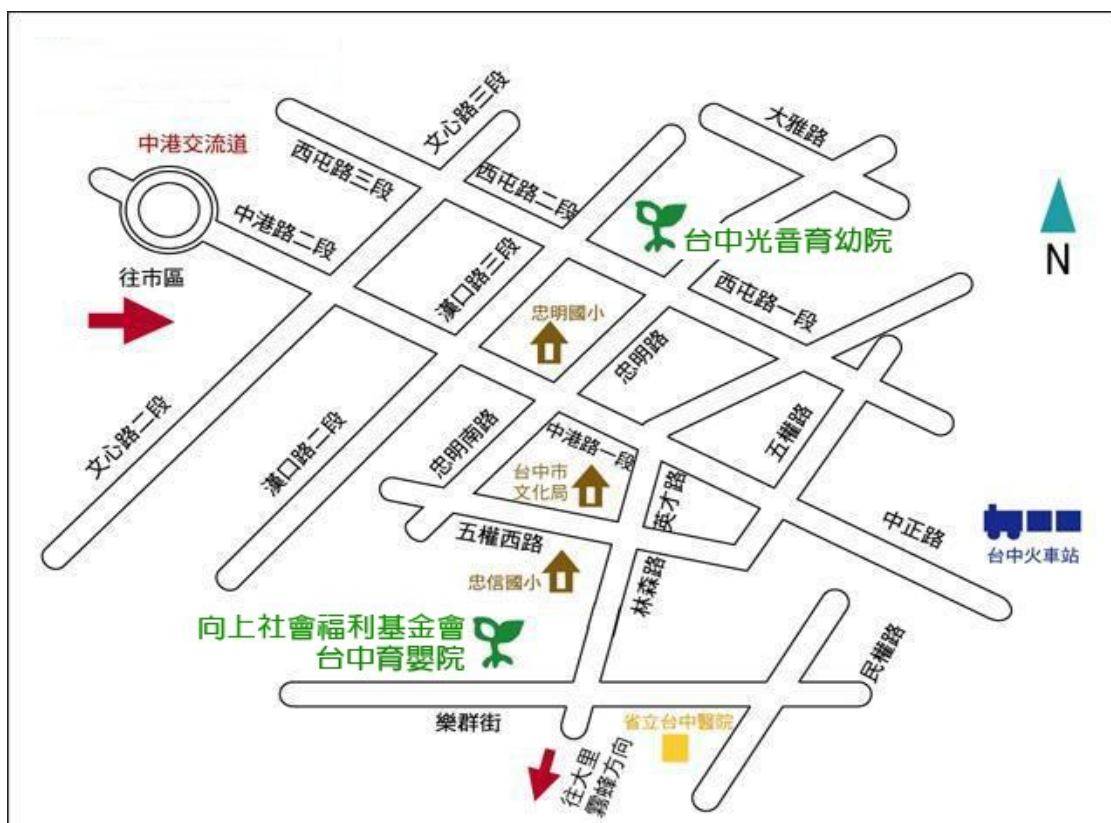 文心路三段
大雅路
中港交流道
西屯路三段
西屯路二段
台中光音育幼院
中港路二段
漢口路三段
往市區
N
西屯路一段
忠明國小
忠明路
文心路二段
漢口路二段
忠明南路
中港路一段
五權路
台中市
文化局
英才路
中正路
五權西路
台中火車站
忠信國小
林森路
向上社會福利基金會
台中育嬰院
民權路
樂群街
省立台中醫院
往大里
霧蜂方向